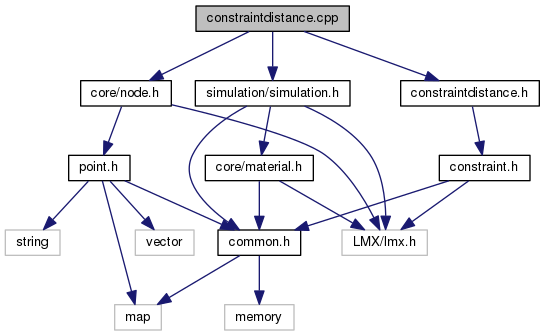 constraintdistance.cpp
core/node.h
simulation/simulation.h
constraintdistance.h
point.h
core/material.h
constraint.h
string
vector
common.h
LMX/lmx.h
map
memory